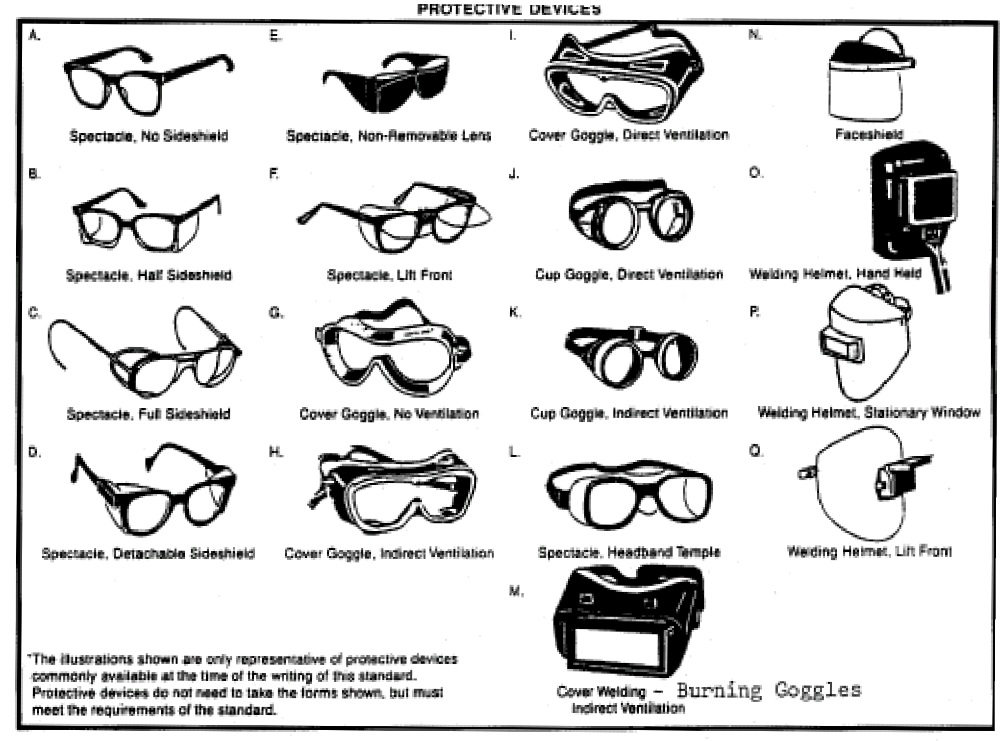 PROTECTIVE DEVICES
A.
Spectacle, No Sideshield
B.
Spectacle, Half Sideshield
C.
Spectacle, Full Sideshield
D.
Spectacle, Detachable Sideshield
E.
Spectacle, Non-Removable Lens
F.
Spectacle, Lift Front
G.
Cover Goggle, No Ventilation
H.
Cover Goggle, Indirect Ventilation
I.
Cover Goggle, Direct Ventilation
J.
Cup Goggle, Direct Ventilation
K.
Cup Goggle, Indirect Ventilation
L.
Spectacle, Headband Temple
M.
Cover Welding – Burning Goggles
Indirect Ventilation
N.
Faceshield
O.
Welding Helmet, Hand Held
P.
Welding Helmet, Stationary Window
Q.
Welding Helmet, Lift Front
*The illustrations shown are only representative of protective devices
commonly available at the time of the writing of this standard.
Protective devices do not need to take the forms shown, but must
meet the requirements of the standard.